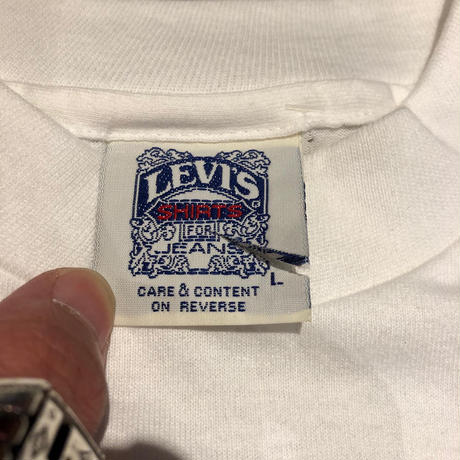 LEVI'S
SHIRTS
FOR
JEANS
L
CARE & CONTENT
ON REVERSE